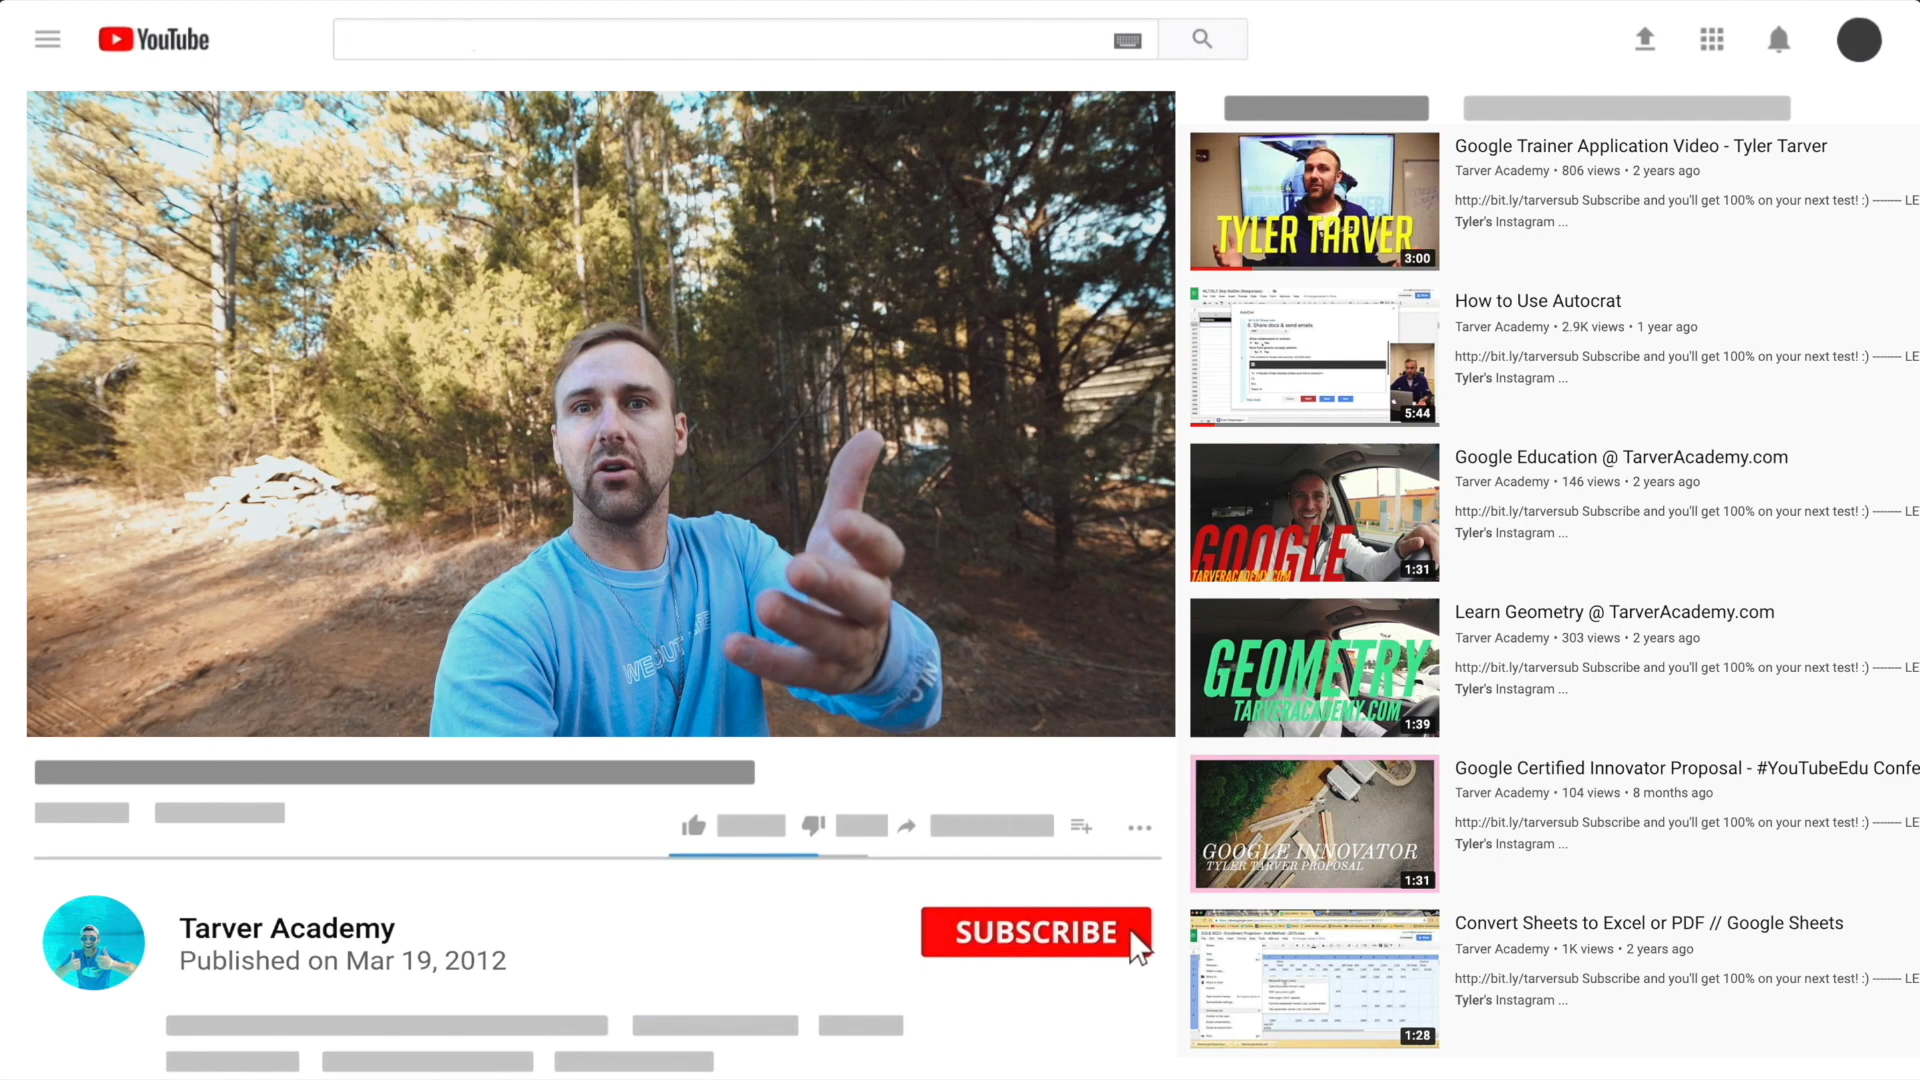 YouTube
WEOUTLIFE
TYLER TARVER
3:00
Google Trainer Application Video - Tyler Tarver
Tarver Academy • 806 views • 2 years ago
http://bit.ly/tarversub Subscribe and you'll get 100% on your next test! :) -------- LE
Tyler's Instagram ...
8. Share docs & send emails
5:44
How to Use Autocrat
Tarver Academy • 2.9K views • 1 year ago
http://bit.ly/tarversub Subscribe and you'll get 100% on your next test! :) -------- LE
Tyler's Instagram ...
GOOGLE
TARVERACADEMY.COM
1:31
Google Education @ TarverAcademy.com
Tarver Academy • 146 views • 2 years ago
http://bit.ly/tarversub Subscribe and you'll get 100% on your next test! :) -------- LE
Tyler's Instagram ...
GEOMETRY
TARVERACADEMY.COM
1:39
Learn Geometry @ TarverAcademy.com
Tarver Academy • 303 views • 2 years ago
http://bit.ly/tarversub Subscribe and you'll get 100% on your next test! :) -------- LE
Tyler's Instagram ...
GOOGLE INNOVATOR
TYLER TARVER PROPOSAL
1:31
Google Certified Innovator Proposal - #YouTubeEdu Confe
Tarver Academy • 104 views • 8 months ago
http://bit.ly/tarversub Subscribe and you'll get 100% on your next test! :) -------- LE
Tyler's Instagram ...
1:28
Convert Sheets to Excel or PDF // Google Sheets
Tarver Academy • 1K views • 2 years ago
http://bit.ly/tarversub Subscribe and you'll get 100% on your next test! :) -------- LE
Tyler's Instagram ...
Tarver Academy
Published on Mar 19, 2012
SUBSCRIBE